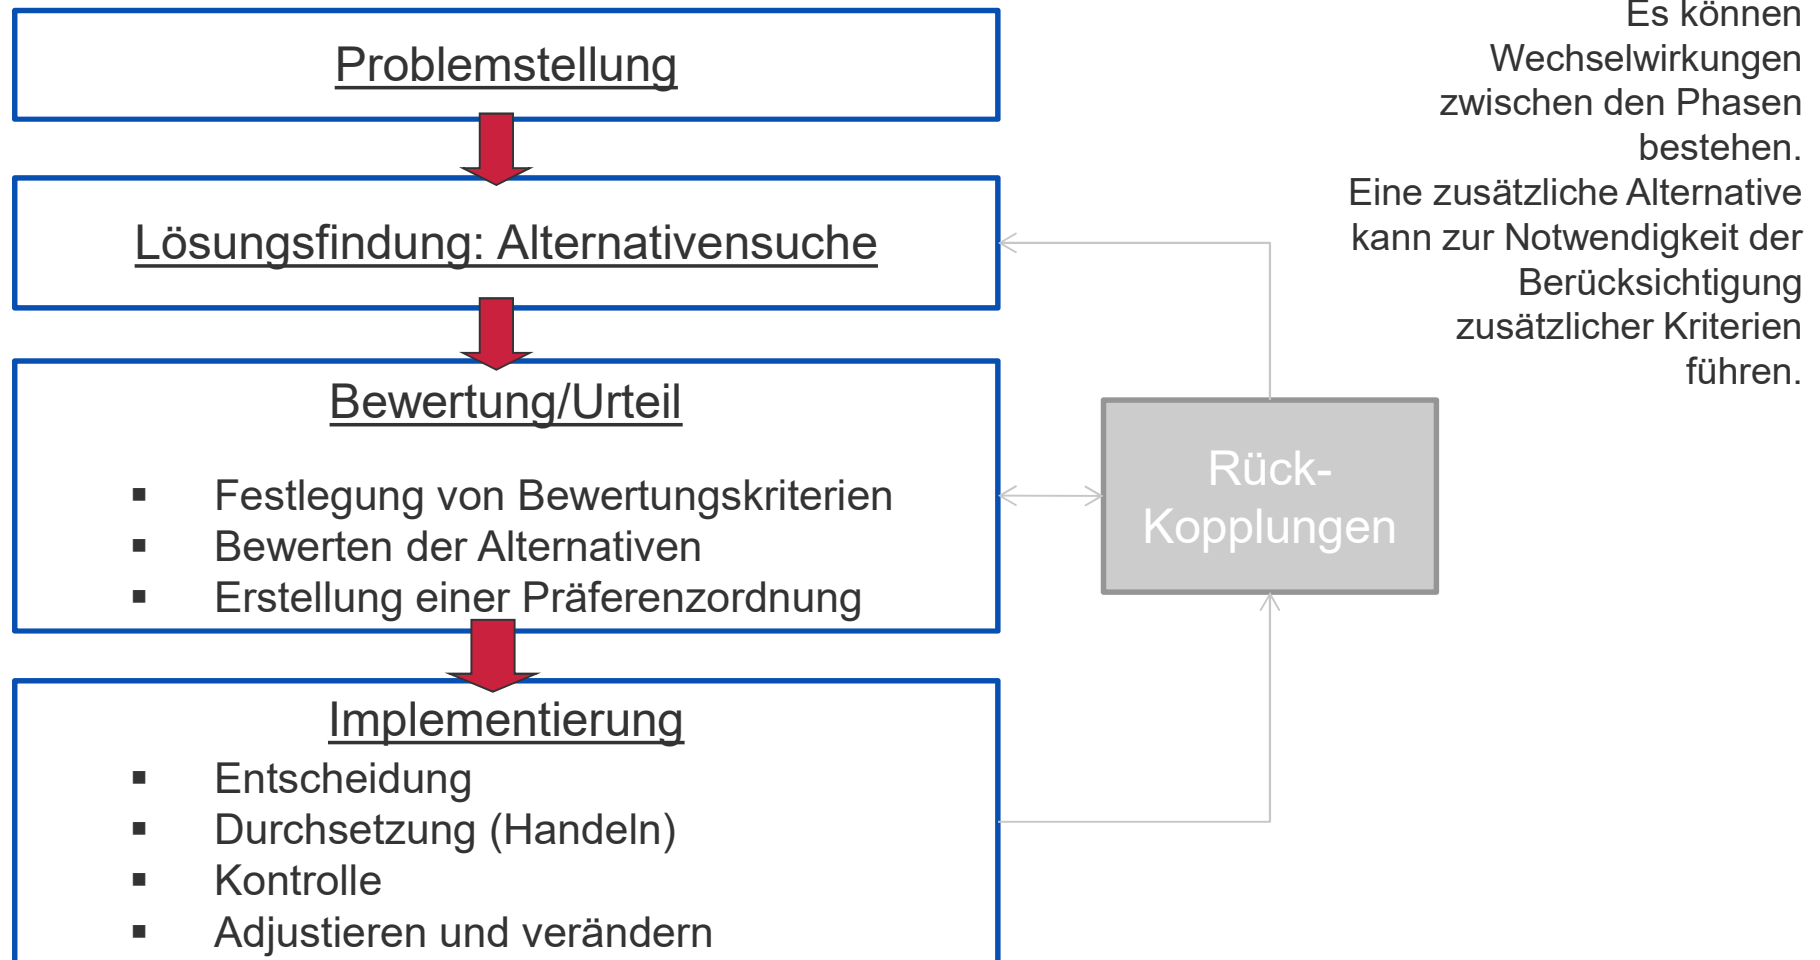 Problemstellung
Lösungsfindung: Alternativensuche
Bewertung/Urteil
▪ Festlegung von Bewertungskriterien
▪ Bewerten der Alternativen
▪ Erstellung einer Präferenzordnung
Implementierung
▪ Entscheidung
▪ Durchsetzung (Handeln)
▪ Kontrolle
▪ Adjustieren und verändern
Rück-
Kopplungen
Es können
Wechselwirkungen
zwischen den Phasen
bestehen.
Eine zusätzliche Alternative
kann zur Notwendigkeit der
Berücksichtigung
zusätzlicher Kriterien
führen.